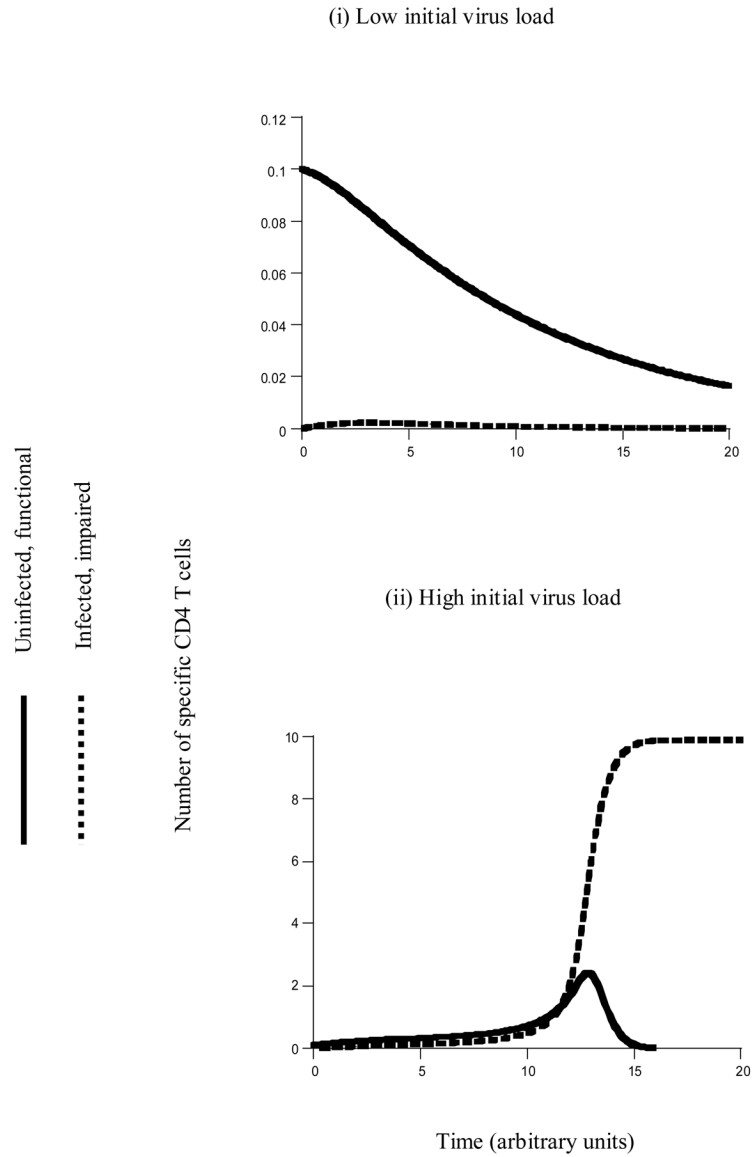 (i) Low initial virus load
0.12
0.1
0.08
0.06
0.04
0.02
0
0 5 10 15 20
Uninfected, functional
Infected, impaired
Number of specific CD4 T cells
(ii) High initial virus load
10
8
6
4
2
0
0 5 10 15 20
Time (arbitrary units)